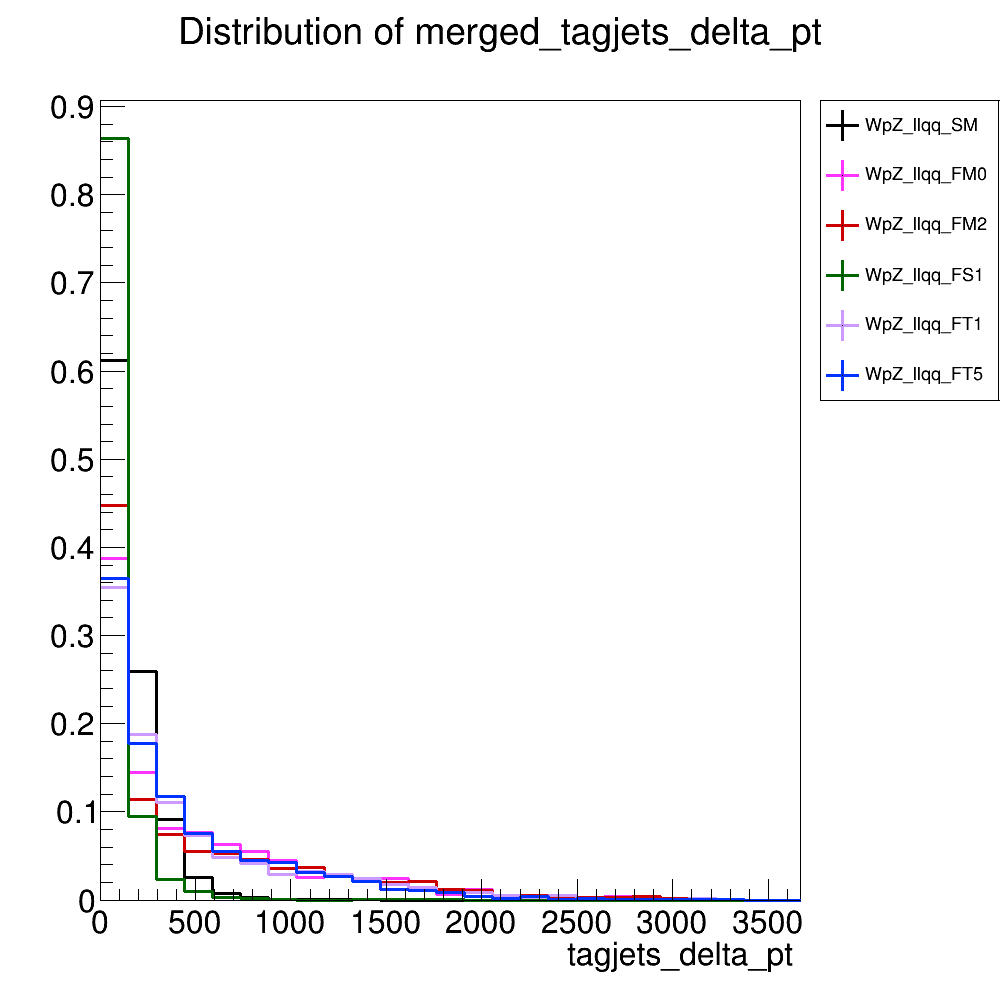 Distribution of merged_tagjets_delta_pt
0.9
0.8
0.7
0.6
0.5
0.4
0.3
0.2
0.1
0
0 500 1000 1500 2000 2500 3000 3500
tagjets_delta_pt
WpZ_llqq_SM
WpZ_llqq_FM0
WpZ_llqq_FM2
WpZ_llqq_FS1
WpZ_llqq_FT1
WpZ_llqq_FT5